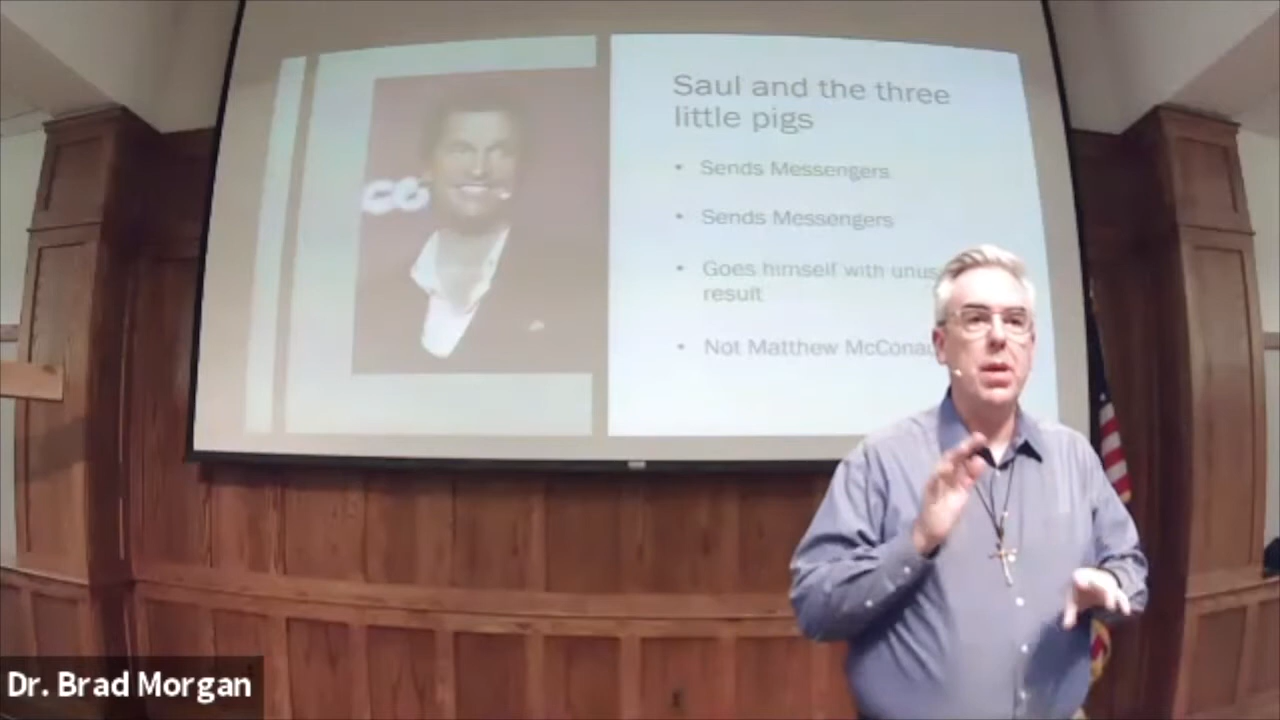 Saul and the three
little pigs
• Sends Messengers
• Sends Messengers
• Goes himself with
result
• Not Matthew
Dr. Brad Morgan